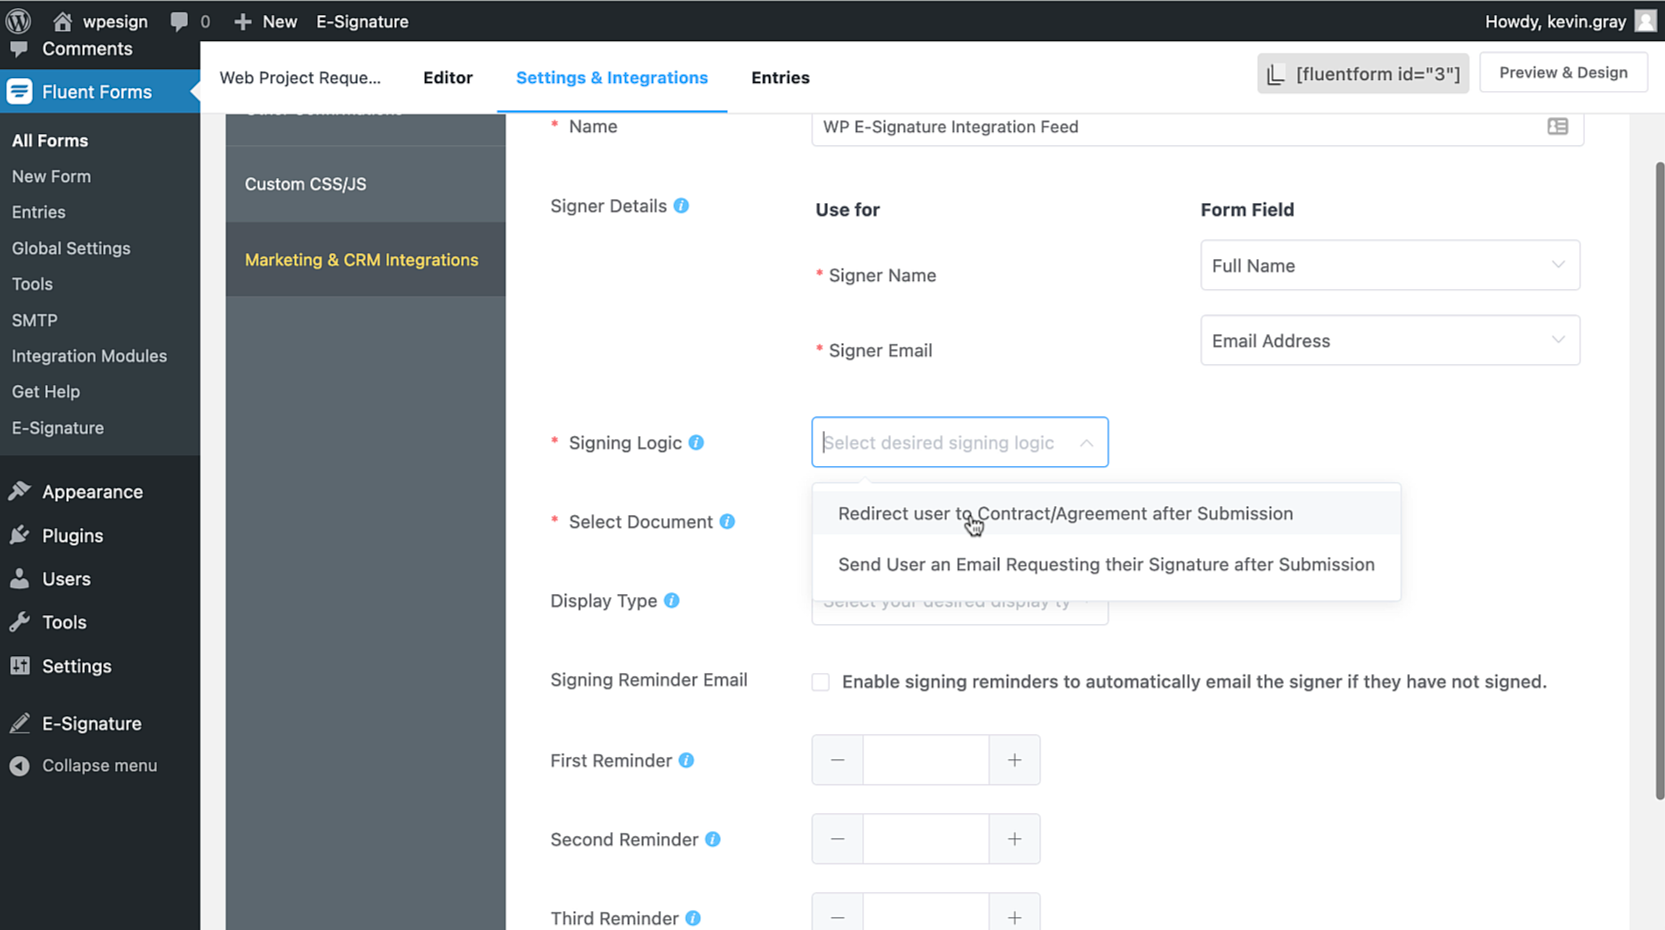 wpesign 0 New E-Signature
Howdy, kevin.gray
Comments
Fluent Forms
All Forms
New Form
Entries
Global Settings
Tools
SMTP
Integration Modules
Get Help
E-Signature
Appearance
Plugins
Users
Tools
Settings
E-Signature
Collapse menu
Web Project Reque...
Editor
Settings & Integrations
Entries
[fluentform id="3"]
Preview & Design
Custom CSS/JS
Marketing & CRM Integrations
* Name
WP E-Signature Integration Feed
Signer Details
Use for
Form Field
* Signer Name
Full Name
* Signer Email
Email Address
* Signing Logic
Select desired signing logic
Redirect user to Contract/Agreement after Submission
Send User an Email Requesting their Signature after Submission
* Select Document
Display Type
Select your desired display ty
Signing Reminder Email
Enable signing reminders to automatically email the signer if they have not signed.
First Reminder
Second Reminder
Third Reminder